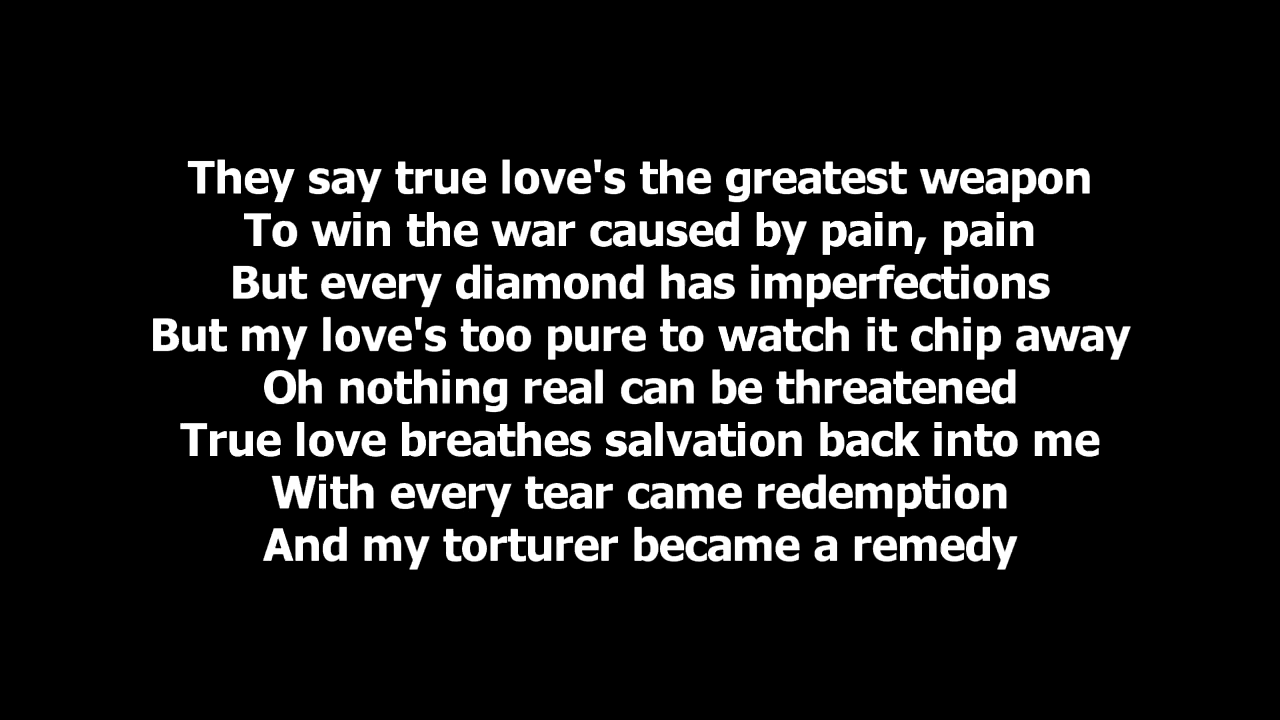 They say true love's the greatest weapon
To win the war caused by pain, pain
But every diamond has imperfections
But my love's too pure to watch it chip away
Oh nothing real can be threatened
True love breathes salvation back into me
With every tear came redemption
And my torturer became a remedy